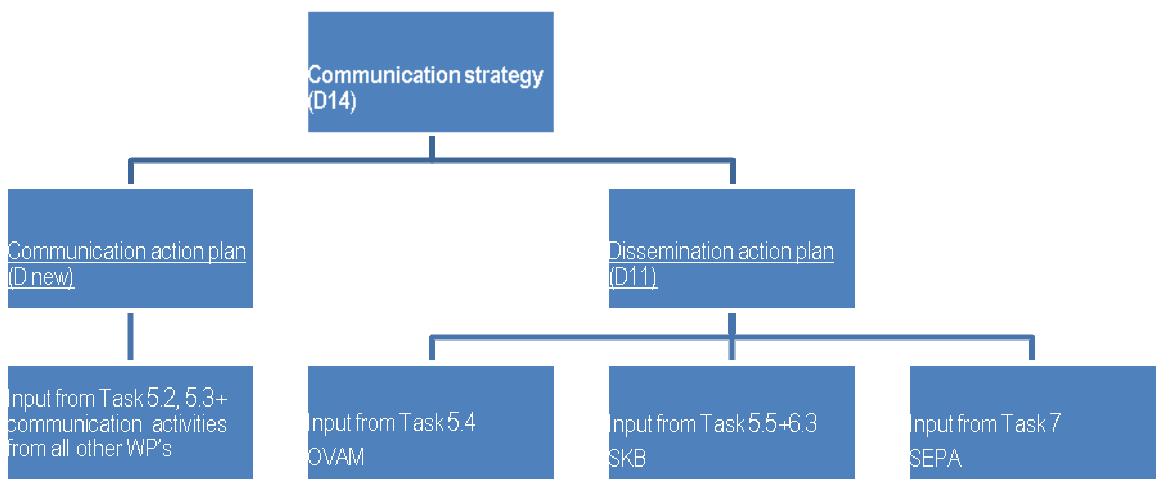 Communication strategy
(D14)
Communication action plan
(D new)
Dissemination action plan
(D11)
Input from Task 5.2, 5.3+
communication activities
from all other WP's
Input from Task 5.4
OVAM
Input from Task 5.5+6.3
SKB
Input from Task 7
SEPA